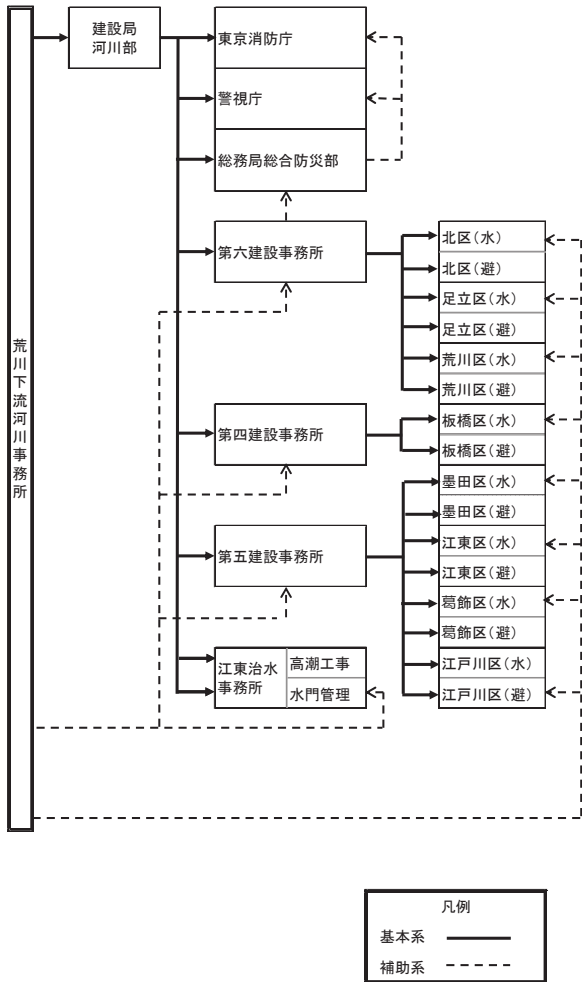 荒川下流河川事務所
建設局
河川部
東京消防庁
警視庁
総務局総合防災部
第六建設事務所
北区(水)
北区(避)
足立区(水)
足立区(避)
荒川区(水)
荒川区(避)
第四建設事務所
板橋区(水)
板橋区(避)
第五建設事務所
墨田区(水)
墨田区(避)
江東区(水)
江東区(避)
葛飾区(水)
葛飾区(避)
江戸川区(水)
江戸川区(避)
江東治水
事務所
高潮工事
水門管理
凡例
基本系
補助系